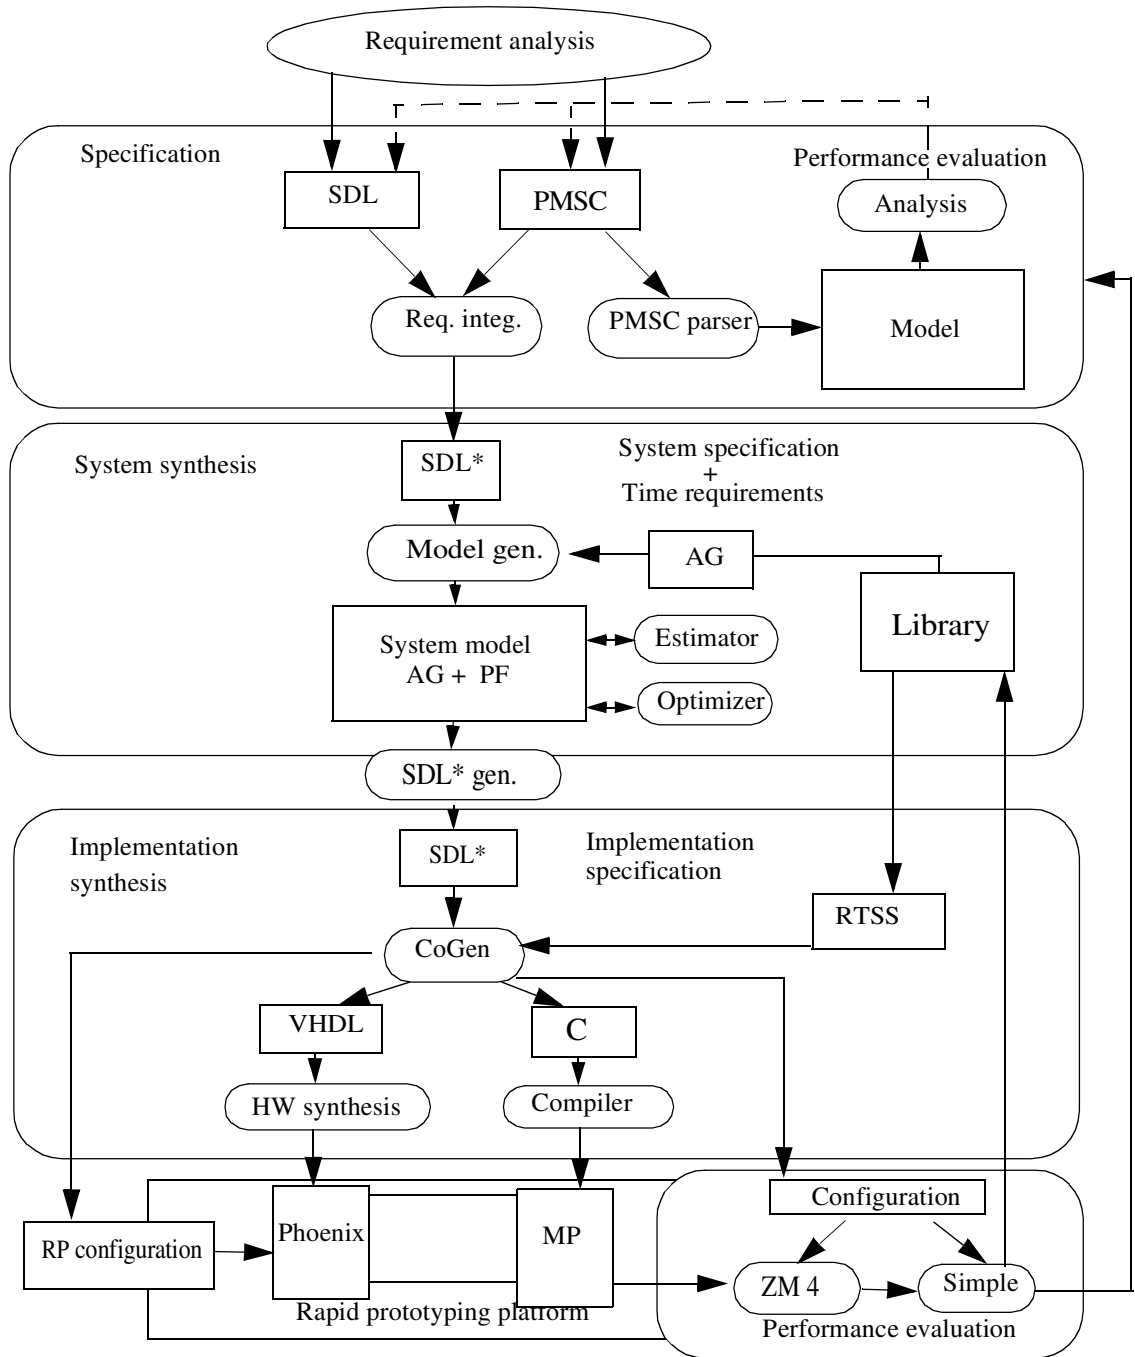 Requirement analysis
Specification
Performance evaluation
SDL
PMSC
Analysis
Req. integ.
PMSC parser
Model
System synthesis
SDL*
System specification
+
Time requirements
Model gen.
AG
Library
System model
AG + PF
Estimator
Optimizer
SDL* gen.
Implementation
synthesis
SDL*
Implementation
specification
RTSS
CoGen
VHDL
C
HW synthesis
Compiler
Configuration
RP configuration
Phoenix
MP
ZM 4
Simple
Rapid prototyping platform
Performance evaluation